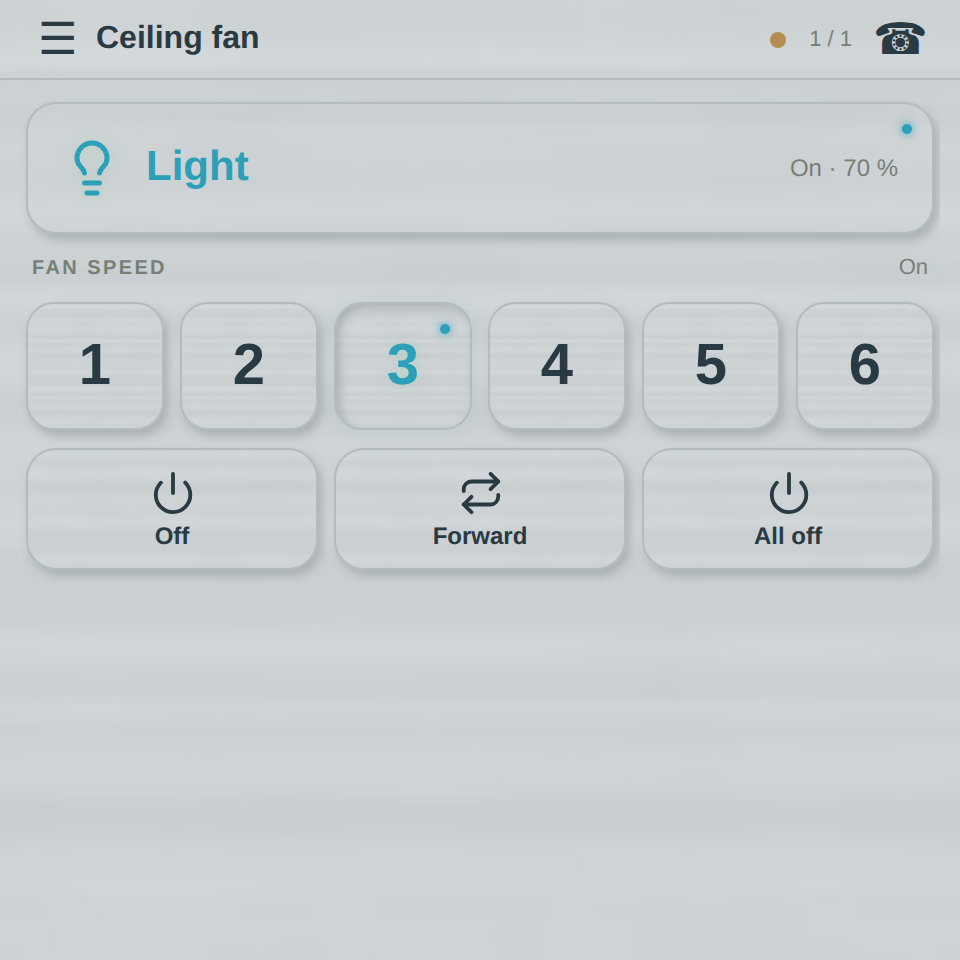 Ceiling fan
1 / 1
Light
On · 70 %
FAN SPEED
On
1 2 3 4 5 6
Off
Forward
All off